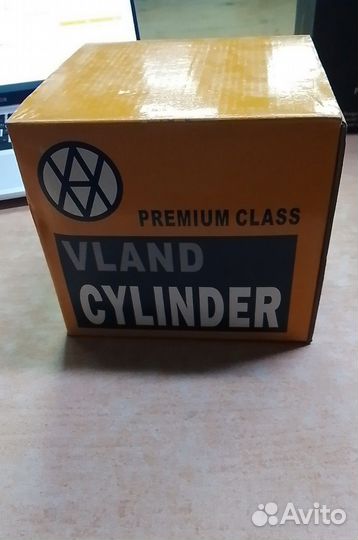 PREMIUM CLASS
VLAND
CYLINDER
Avito